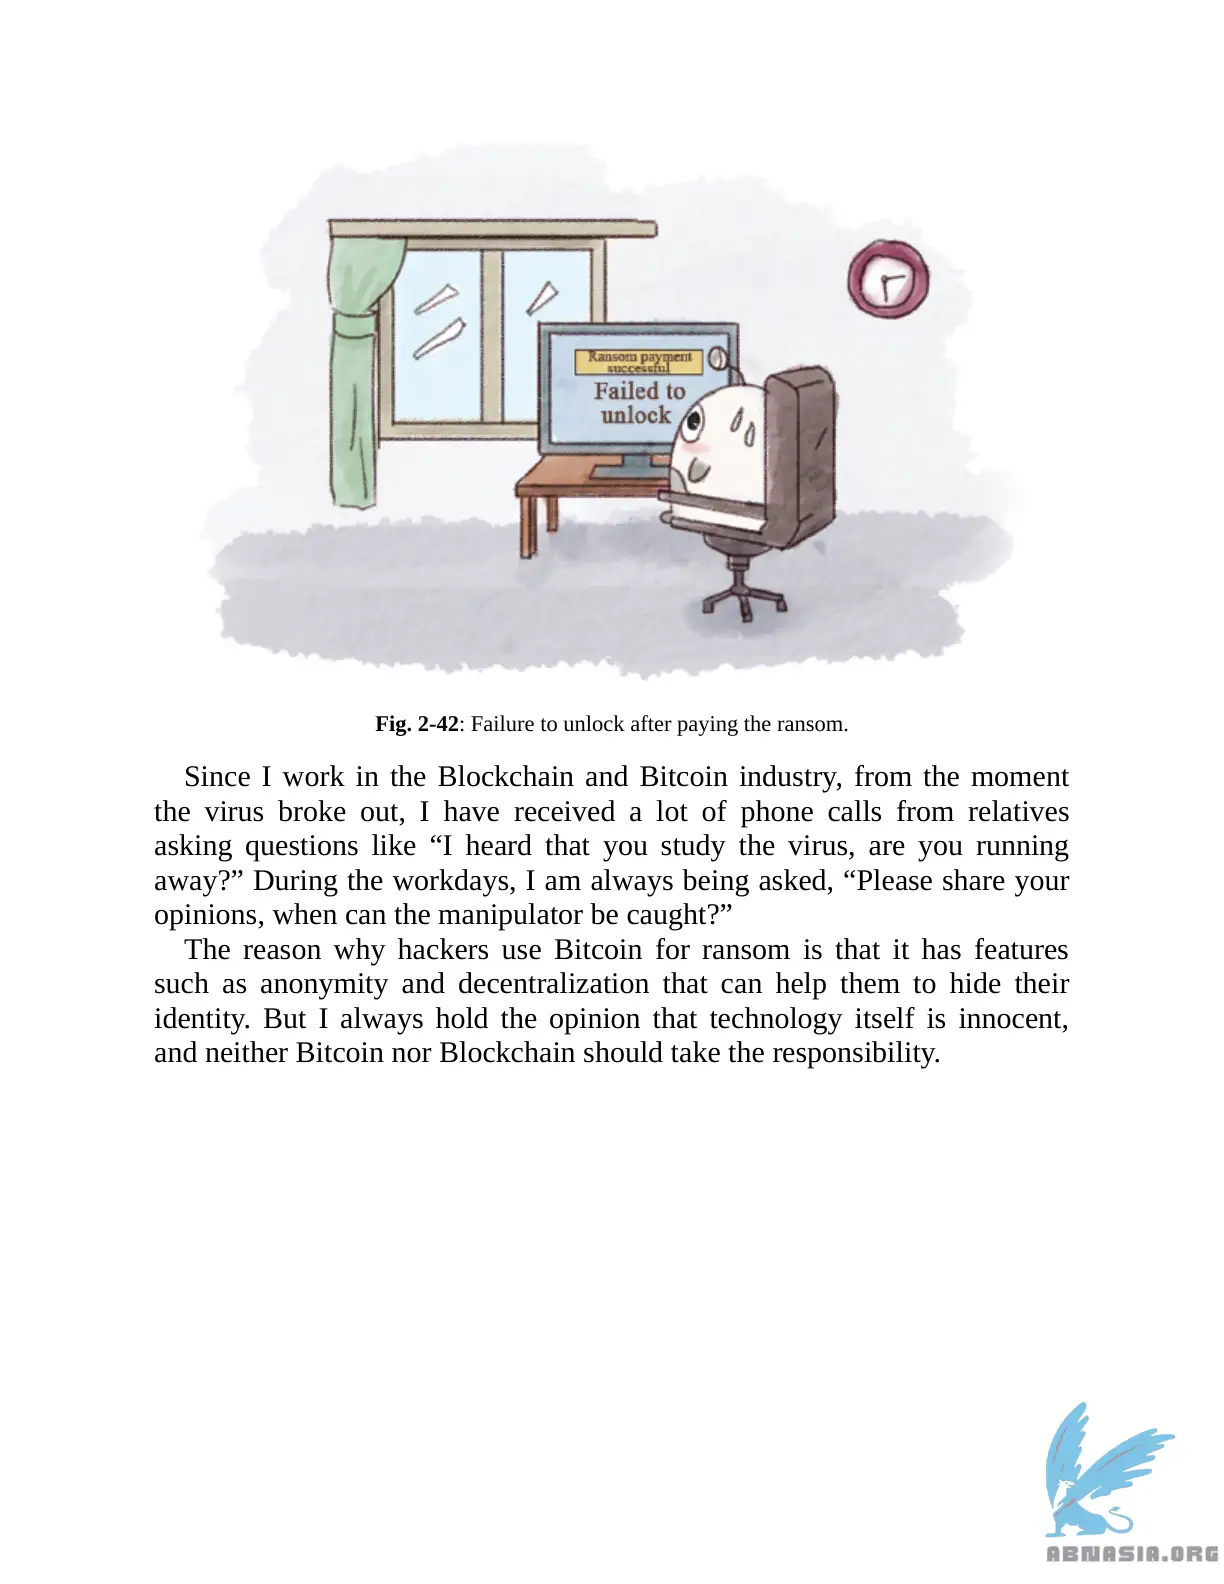 Ransom payment
successful
Failed to
unlock
Fig. 2-42: Failure to unlock after paying the ransom.
Since I work in the Blockchain and Bitcoin industry, from the moment
the virus broke out, I have received a lot of phone calls from relatives
asking questions like “I heard that you study the virus, are you running
away?” During the workdays, I am always being asked, “Please share your
opinions, when can the manipulator be caught?”
The reason why hackers use Bitcoin for ransom is that it has features
such as anonymity and decentralization that can help them to hide their
identity. But I always hold the opinion that technology itself is innocent,
and neither Bitcoin nor Blockchain should take the responsibility.
ABNASIA.ORG